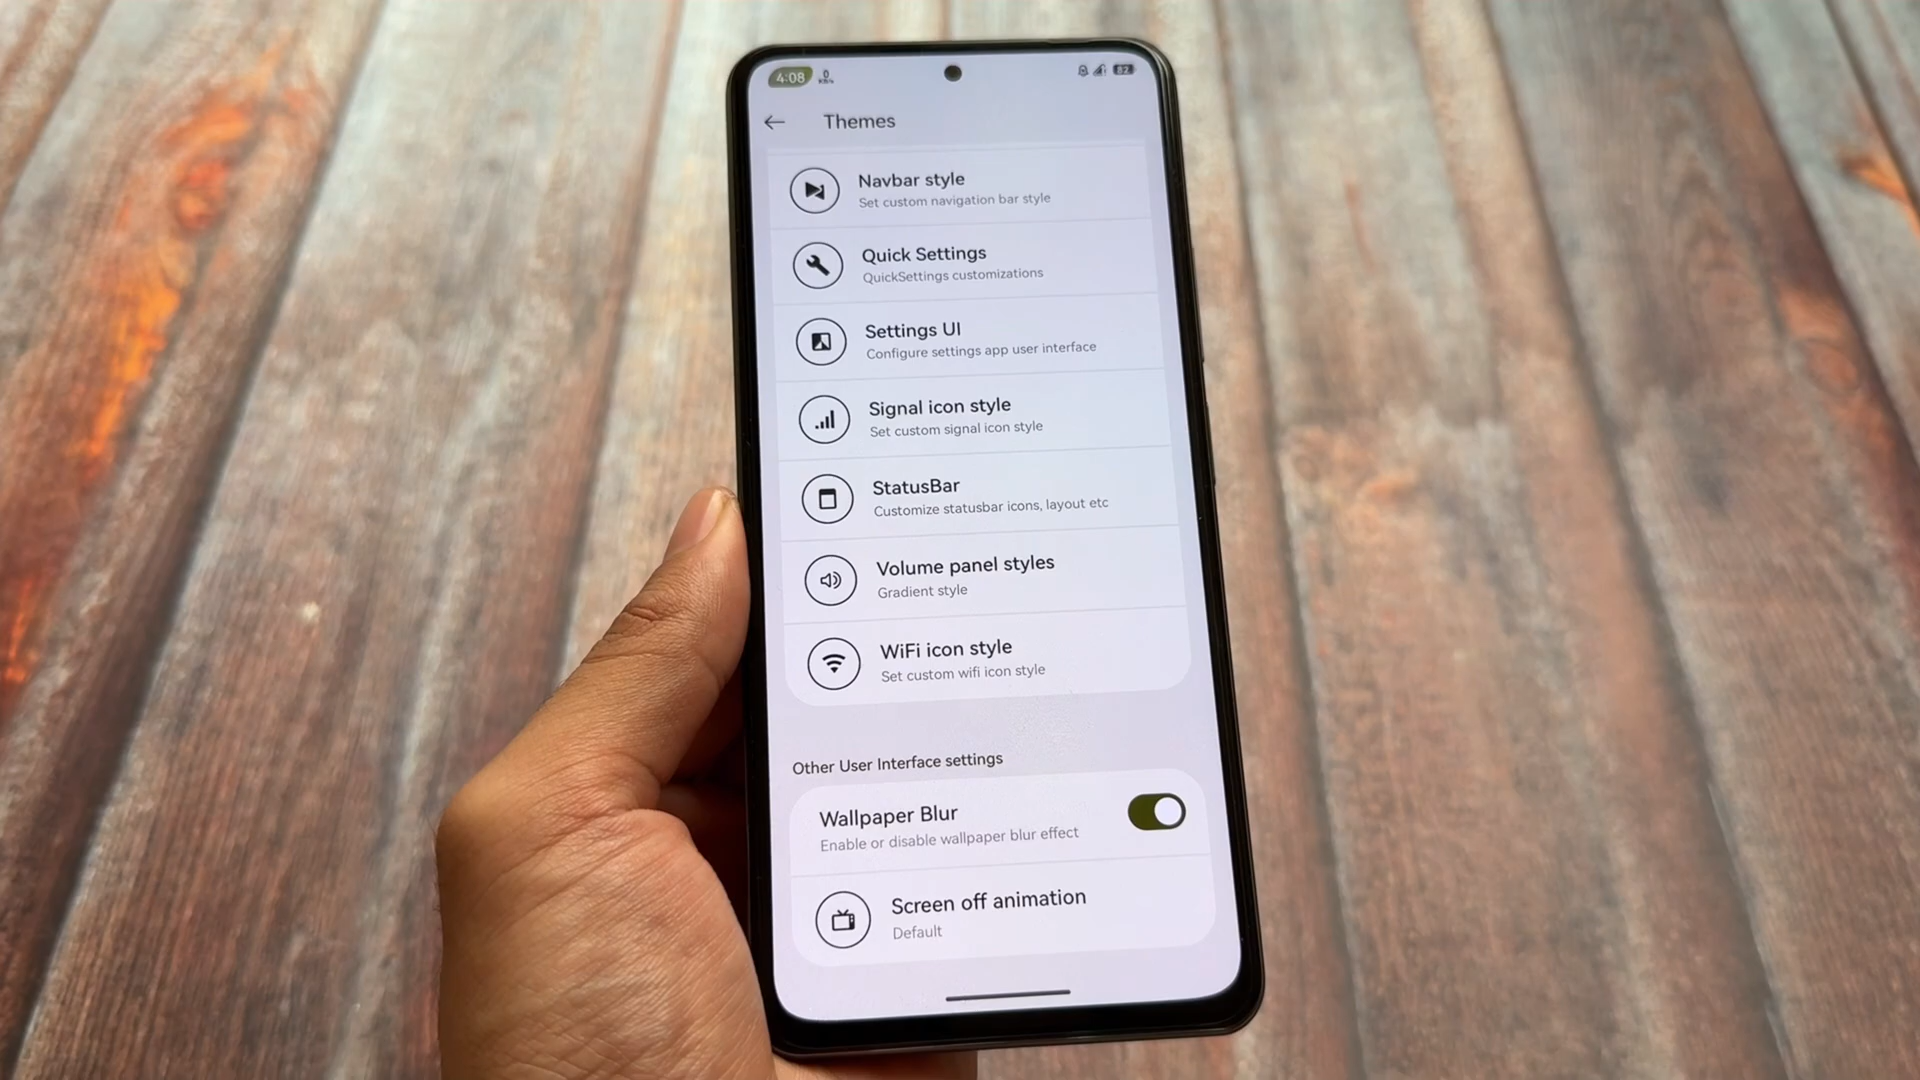 4:08 0 KB/s 82
Themes
Navbar style
Set custom navigation bar style
Quick Settings
QuickSettings customizations
Settings UI
Configure settings app user interface
Signal icon style
Set custom signal icon style
StatusBar
Customize statusbar icons, layout etc
Volume panel styles
Gradient style
WiFi icon style
Set custom wifi icon style
Other User Interface settings
Wallpaper Blur
Enable or disable wallpaper blur effect
Screen off animation
Default